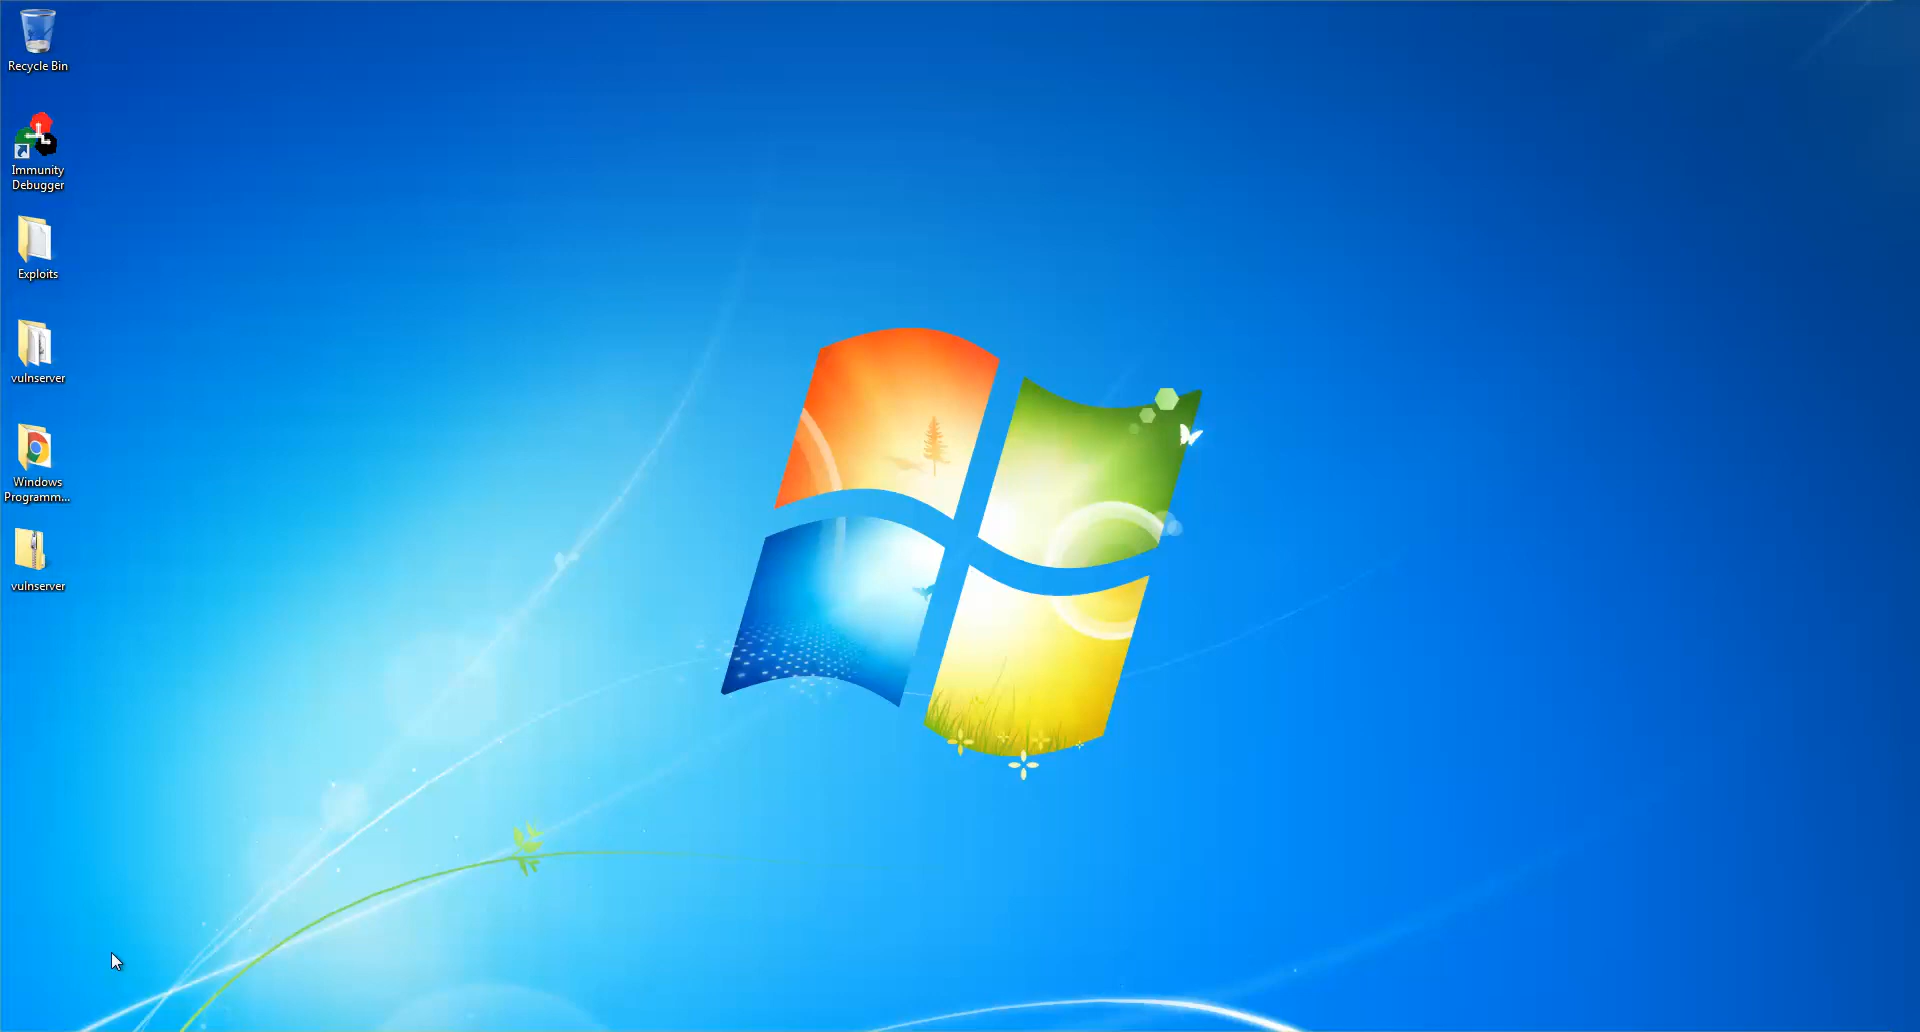 Recycle Bin
Immunity
Debugger
Exploits
vulnserver
Windows
Programm...
vulnserver